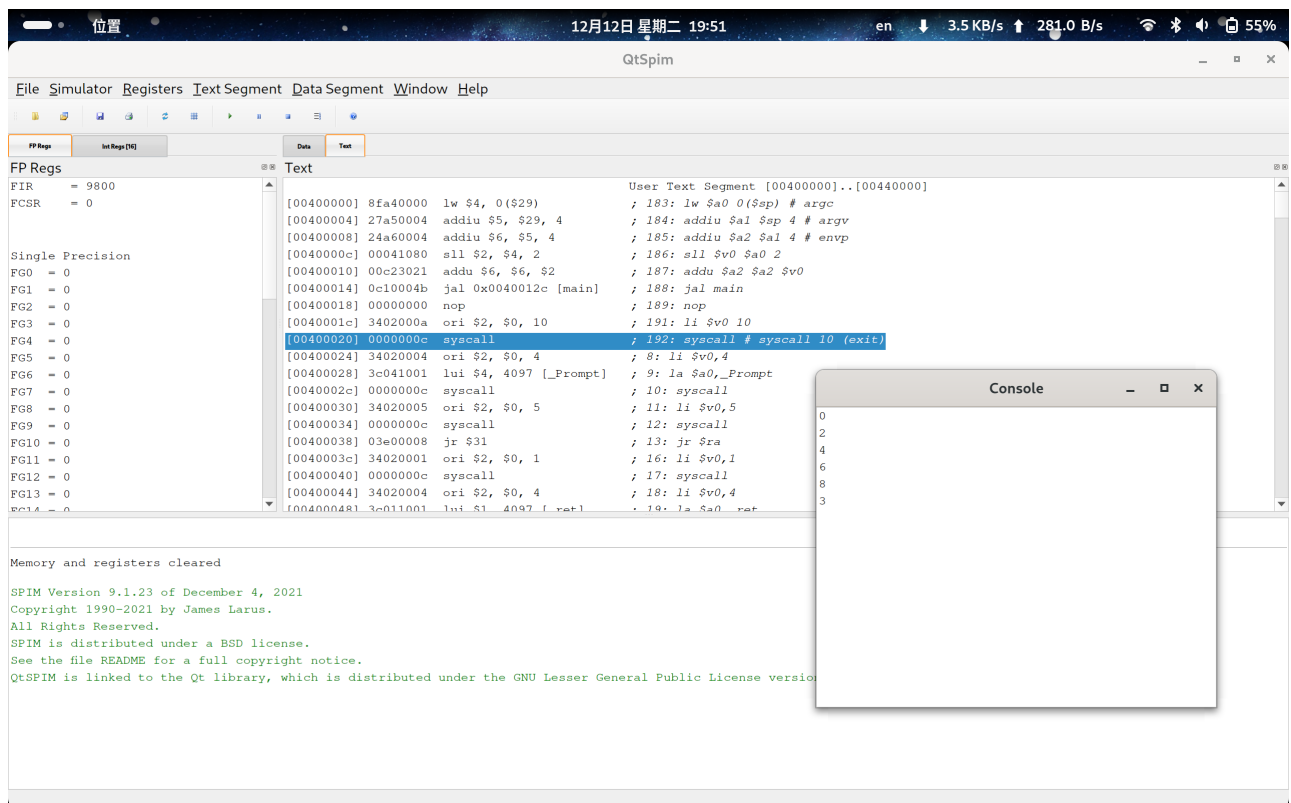 位置
12月12日 星期二 19:51
en 3.5 KB/s 281.0 B/s 55%
QtSpim
File Simulator Registers Text Segment Data Segment Window Help
FP Regs Int Regs [16] Data Text
FP Regs
FIR = 9800
FCSR = 0
Single Precision
FG0 = 0
FG1 = 0
FG2 = 0
FG3 = 0
FG4 = 0
FG5 = 0
FG6 = 0
FG7 = 0
FG8 = 0
FG9 = 0
FG10 = 0
FG11 = 0
FG12 = 0
FG13 = 0
FG14 = 0
Text
User Text Segment [00400000]..[00440000]
[00400000] 8fa40000 lw $4, 0($29) ; 183: lw $a0 0($sp) # argc
[00400004] 27a50004 addiu $5, $29, 4 ; 184: addiu $a1 $sp 4 # argv
[00400008] 24a60004 addiu $6, $5, 4 ; 185: addiu $a2 $a1 4 # envp
[0040000c] 00041080 sll $2, $4, 2 ; 186: sll $v0 $a0 2
[00400010] 00c23021 addu $6, $6, $2 ; 187: addu $a2 $a2 $v0
[00400014] 0c10004b jal 0x0040012c [main] ; 188: jal main
[00400018] 00000000 nop ; 189: nop
[0040001c] 3402000a ori $2, $0, 10 ; 191: li $v0 10
[00400020] 0000000c syscall ; 192: syscall # syscall 10 (exit)
[00400024] 34020004 ori $2, $0, 4 ; 8: li $v0,4
[00400028] 3c041001 lui $4, 4097 [_Prompt] ; 9: la $a0,_Prompt
[0040002c] 0000000c syscall ; 10: syscall
[00400030] 34020005 ori $2, $0, 5 ; 11: li $v0,5
[00400034] 0000000c syscall ; 12: syscall
[00400038] 03e00008 jr $31 ; 13: jr $ra
[0040003c] 34020001 ori $2, $0, 1 ; 16: li $v0,1
[00400040] 0000000c syscall ; 17: syscall
[00400044] 34020004 ori $2, $0, 4 ; 18: li $v0,4
[00400048] 3c011001 lui $1, 4097 [_ret] ; 19: la $a0,_ret
Console
0
2
4
6
8
3
Memory and registers cleared
SPIM Version 9.1.23 of December 4, 2021
Copyright 1990-2021 by James Larus.
All Rights Reserved.
SPIM is distributed under a BSD license.
See the file README for a full copyright notice.
QtSPIM is linked to the Qt library, which is distributed under the GNU Lesser General Public License versio